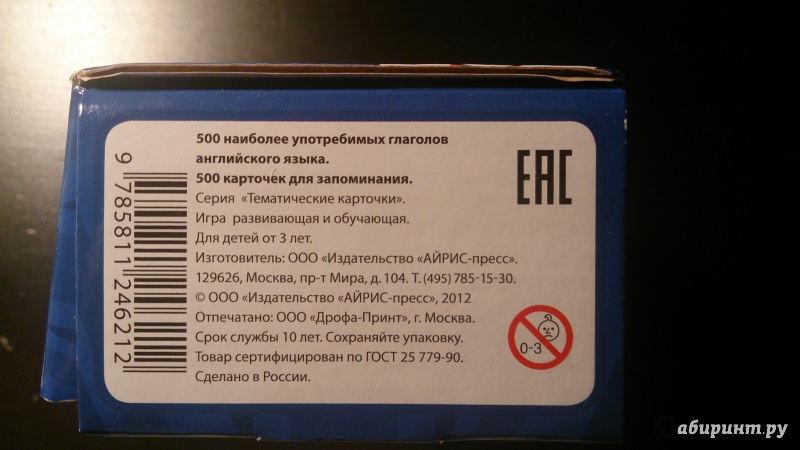 500 наиболее употребимых глаголов
английского языка.
500 карточек для запоминания.
Серия «Тематические карточки».
Игра развивающая и обучающая.
Для детей от 3 лет.
Изготовитель: ООО «Издательство «АЙРИС-пресс».
129626, Москва, пр-т Мира, д. 104. Т. (495) 785-15-30.
© ООО «Издательство «АЙРИС-пресс», 2012
Отпечатано: ООО «Дрофа-Принт», г. Москва.
Срок службы 10 лет. Сохраняйте упаковку.
Товар сертифицирован по ГОСТ 25 779-90.
Сделано в России.
9 785811 246212
EAC
0-3
абиринт.ру